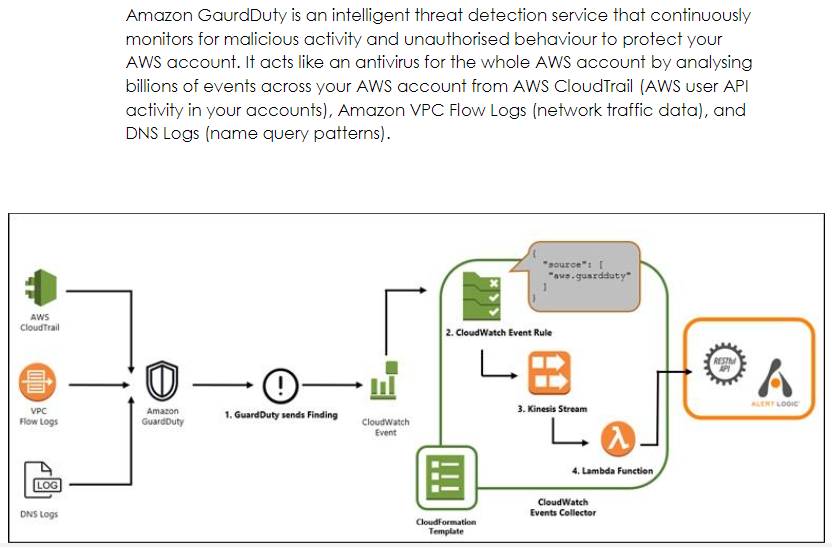 Amazon GaurdDuty is an intelligent threat detection service that continuously
monitors for malicious activity and unauthorised behaviour to protect your
AWS account. It acts like an antivirus for the whole AWS account by analysing
billions of events across your AWS account from AWS CloudTrail (AWS user API
activity in your accounts), Amazon VPC Flow Logs (network traffic data), and
DNS Logs (name query patterns).
AWS
CloudTrail
VPC
Flow Logs
LOG
DNS Logs
Amazon
GuardDuty
1. GuardDuty sends Finding
CloudWatch
Event
{
"source": [
"aws.guardduty"
]
}
2. CloudWatch Event Rule
3. Kinesis Stream
4. Lambda Function
CloudWatch
Events Collector
CloudFormation
Template
RESTful
API
ALERT LOGIC